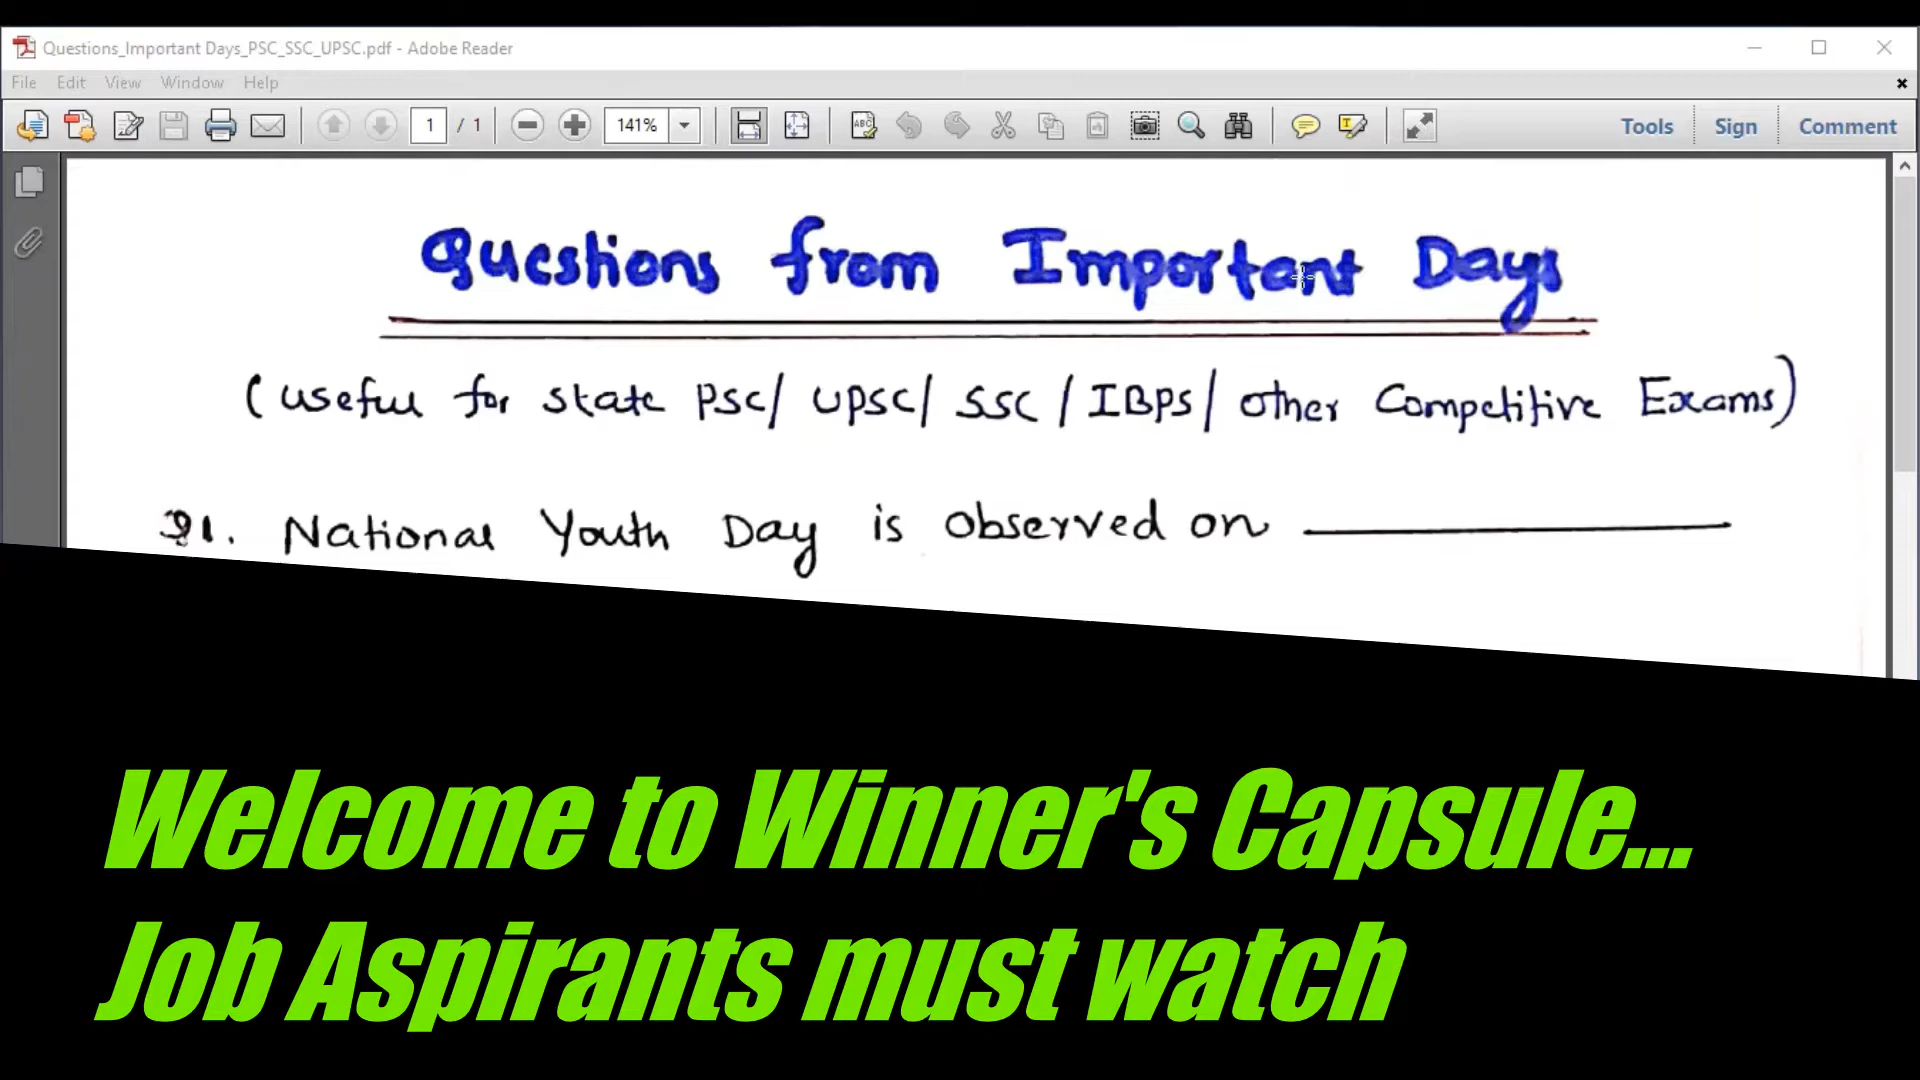 Questions_Important Days_PSC_SSC_UPSC.pdf - Adobe Reader
File Edit View Window Help
1 / 1 141% Tools Sign Comment
Questions from Important Days
(Useful for state PSC/ UPSC/ SSC / IBPS/ other Competitive Exams)
Q1. National Youth Day is observed on
Welcome to Winner's Capsule...
Job Aspirants must watch